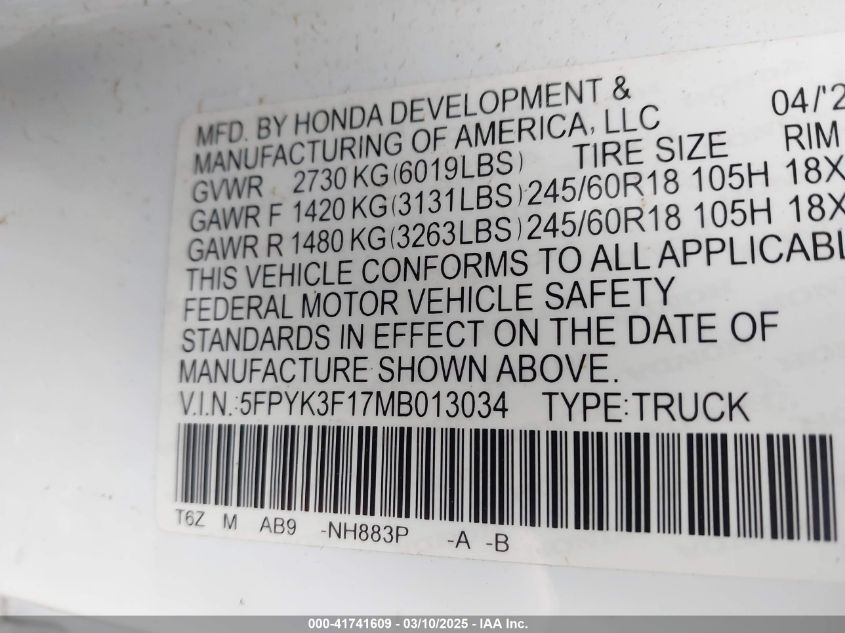 MFD. BY HONDA DEVELOPMENT & 04/'2
MANUFACTURING OF AMERICA, LLC
GVWR 2730 KG(6019LBS) TIRE SIZE RIM
GAWR F 1420 KG(3131LBS) 245/60R18 105H 18X
GAWR R 1480 KG(3263LBS) 245/60R18 105H 18X
THIS VEHICLE CONFORMS TO ALL APPLICABL
FEDERAL MOTOR VEHICLE SAFETY
STANDARDS IN EFFECT ON THE DATE OF
MANUFACTURE SHOWN ABOVE.
V.I.N.:5FPYK3F17MB013034 TYPE:TRUCK
T6Z M AB9 -NH883P -A -B
000-41741609 — 03/10/2025 — IAA Inc.